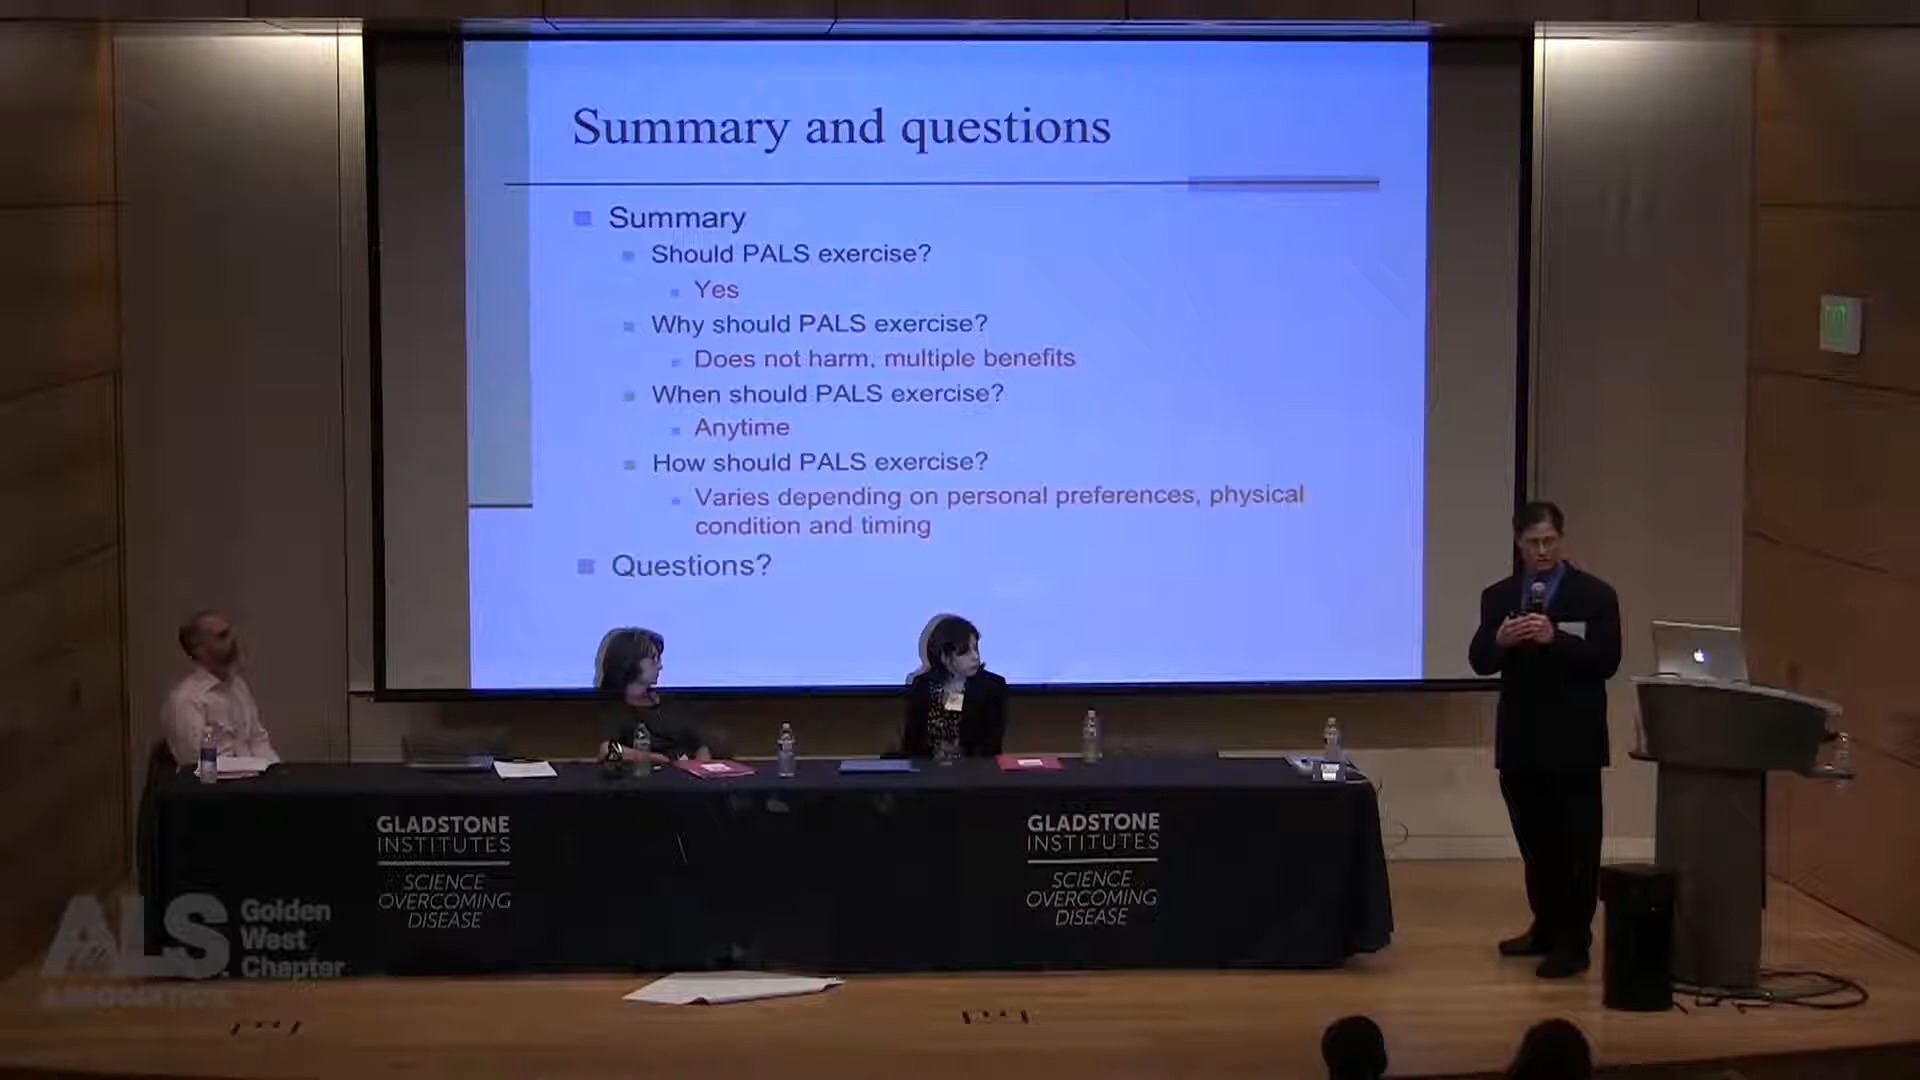 Summary and questions
Summary
Should PALS exercise?
Yes
Why should PALS exercise?
Does not harm, multiple benefits
When should PALS exercise?
Anytime
How should PALS exercise?
Varies depending on personal preferences, physical
condition and timing
Questions?
GLADSTONE
INSTITUTES
SCIENCE
OVERCOMING
DISEASE
GLADSTONE
INSTITUTES
SCIENCE
OVERCOMING
DISEASE
ALS
ASSOCIATION
Golden
West
Chapter